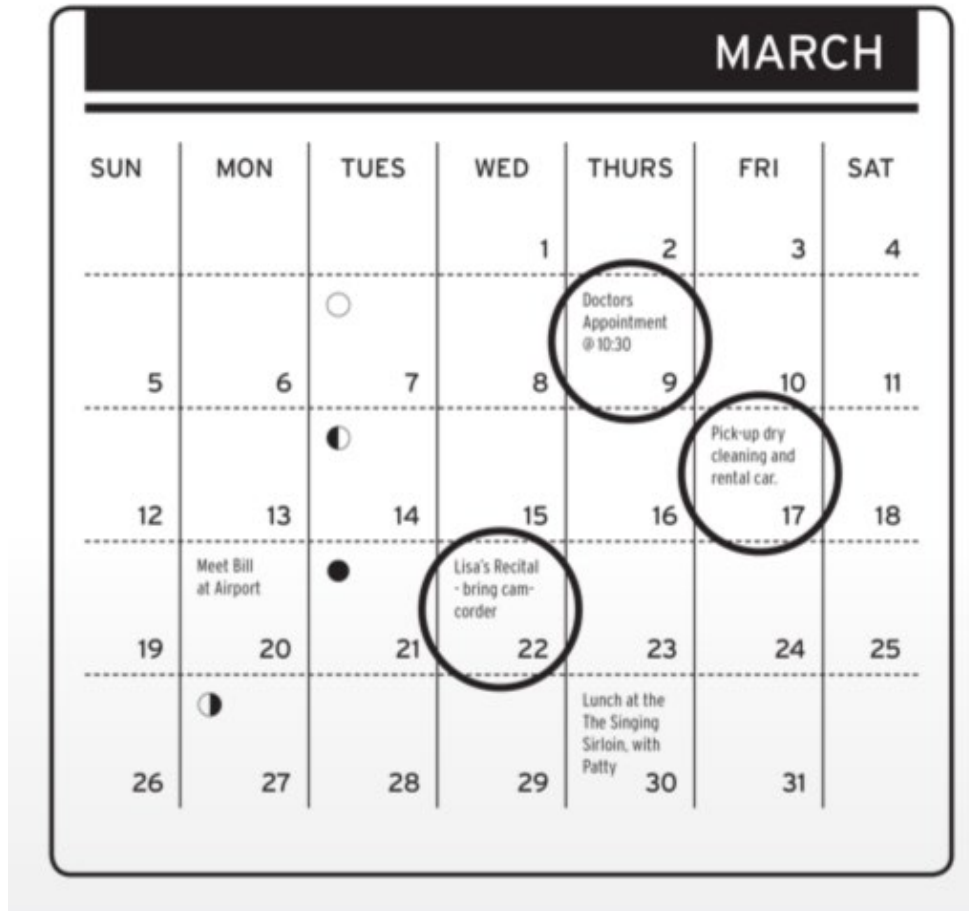 MARCH
SUN MON TUES WED THURS FRI SAT
1 2 3 4
Doctors
Appointment
@ 10:30
5 6 7 8 9 10 11
Pick-up dry
cleaning and
rental car.
12 13 14 15 16 17 18
Meet Bill
at Airport
Lisa's Recital
- bring cam-
corder
19 20 21 22 23 24 25
Lunch at the
The Singing
Sirloin, with
Patty
26 27 28 29 30 31